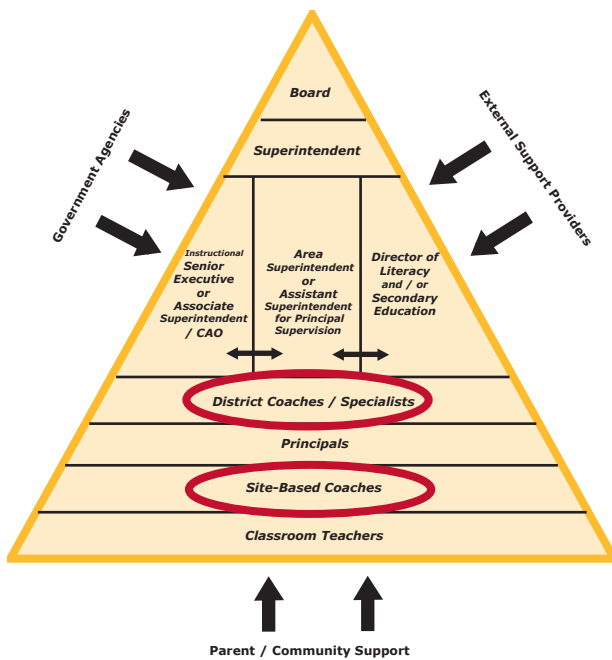 Board
Superintendent
Government Agencies
External Support Providers
Instructional
Senior
Executive
or
Associate
Superintendent
/ CAO
Area
Superintendent
or
Assistant
Superintendent
for Principal
Supervision
Director of
Literacy
and / or
Secondary
Education
District Coaches / Specialists
Principals
Site-Based Coaches
Classroom Teachers
Parent / Community Support